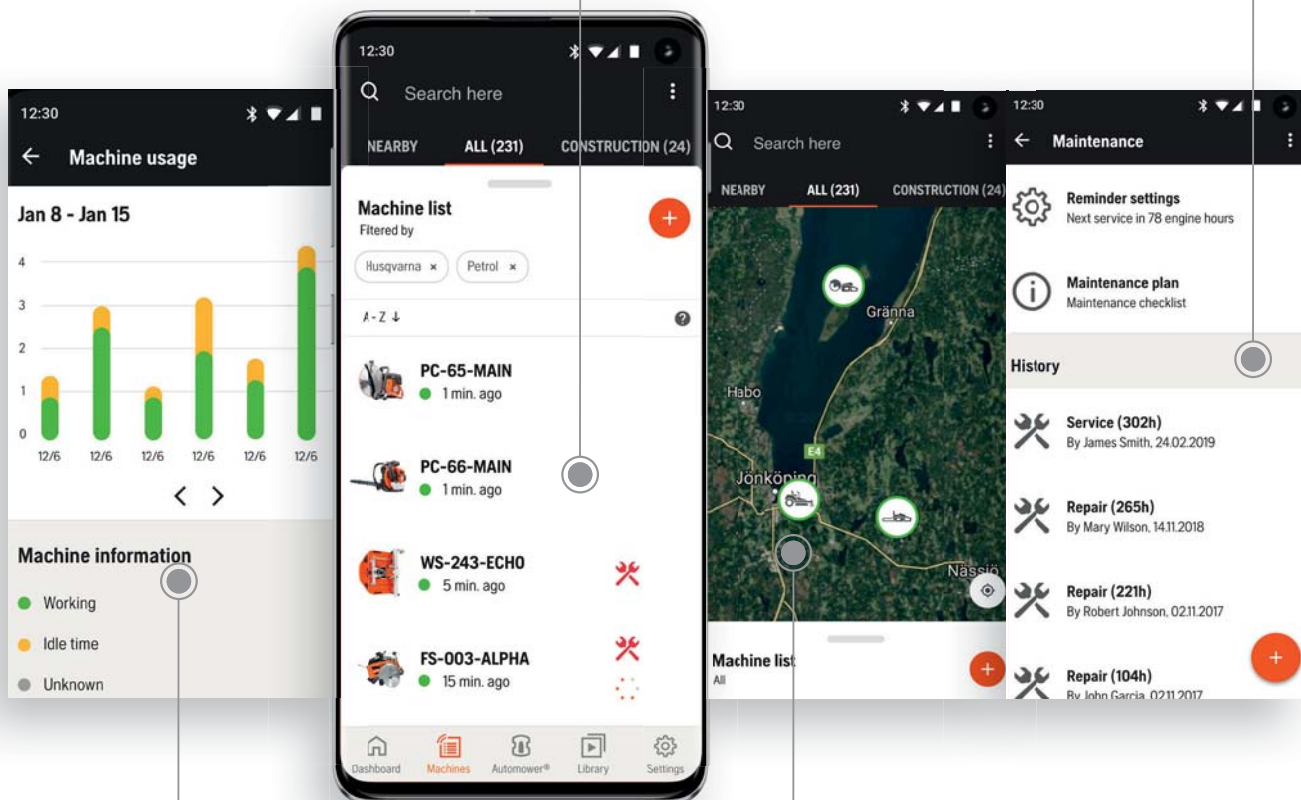 12:30
Machine usage
Jan 8 - Jan 15
4
3
2
1
0
12/6 12/6 12/6 12/6 12/6 12/6
Machine information
Working
Idle time
Unknown
12:30
Search here
NEARBY ALL (231) CONSTRUCTION (24)
Machine list
Filtered by
Husqvarna × Petrol ×
A - Z ↓
?
PC-65-MAIN
1 min. ago
PC-66-MAIN
1 min. ago
WS-243-ECHO
5 min. ago
FS-003-ALPHA
15 min. ago
Dashboard Machines Automower® Library Settings
12:30
Search here
NEARBY ALL (231) CONSTRUCTION (24)
Gränna
Habo
E4
Jönköping
Nässjö
Machine list
All
12:30
Maintenance
Reminder settings
Next service in 78 engine hours
Maintenance plan
Maintenance checklist
History
Service (302h)
By James Smith, 24.02.2019
Repair (265h)
By Mary Wilson, 14.11.2018
Repair (221h)
By Robert Johnson, 02.11.2017
Repair (104h)
By John Garcia, 02.11.2017